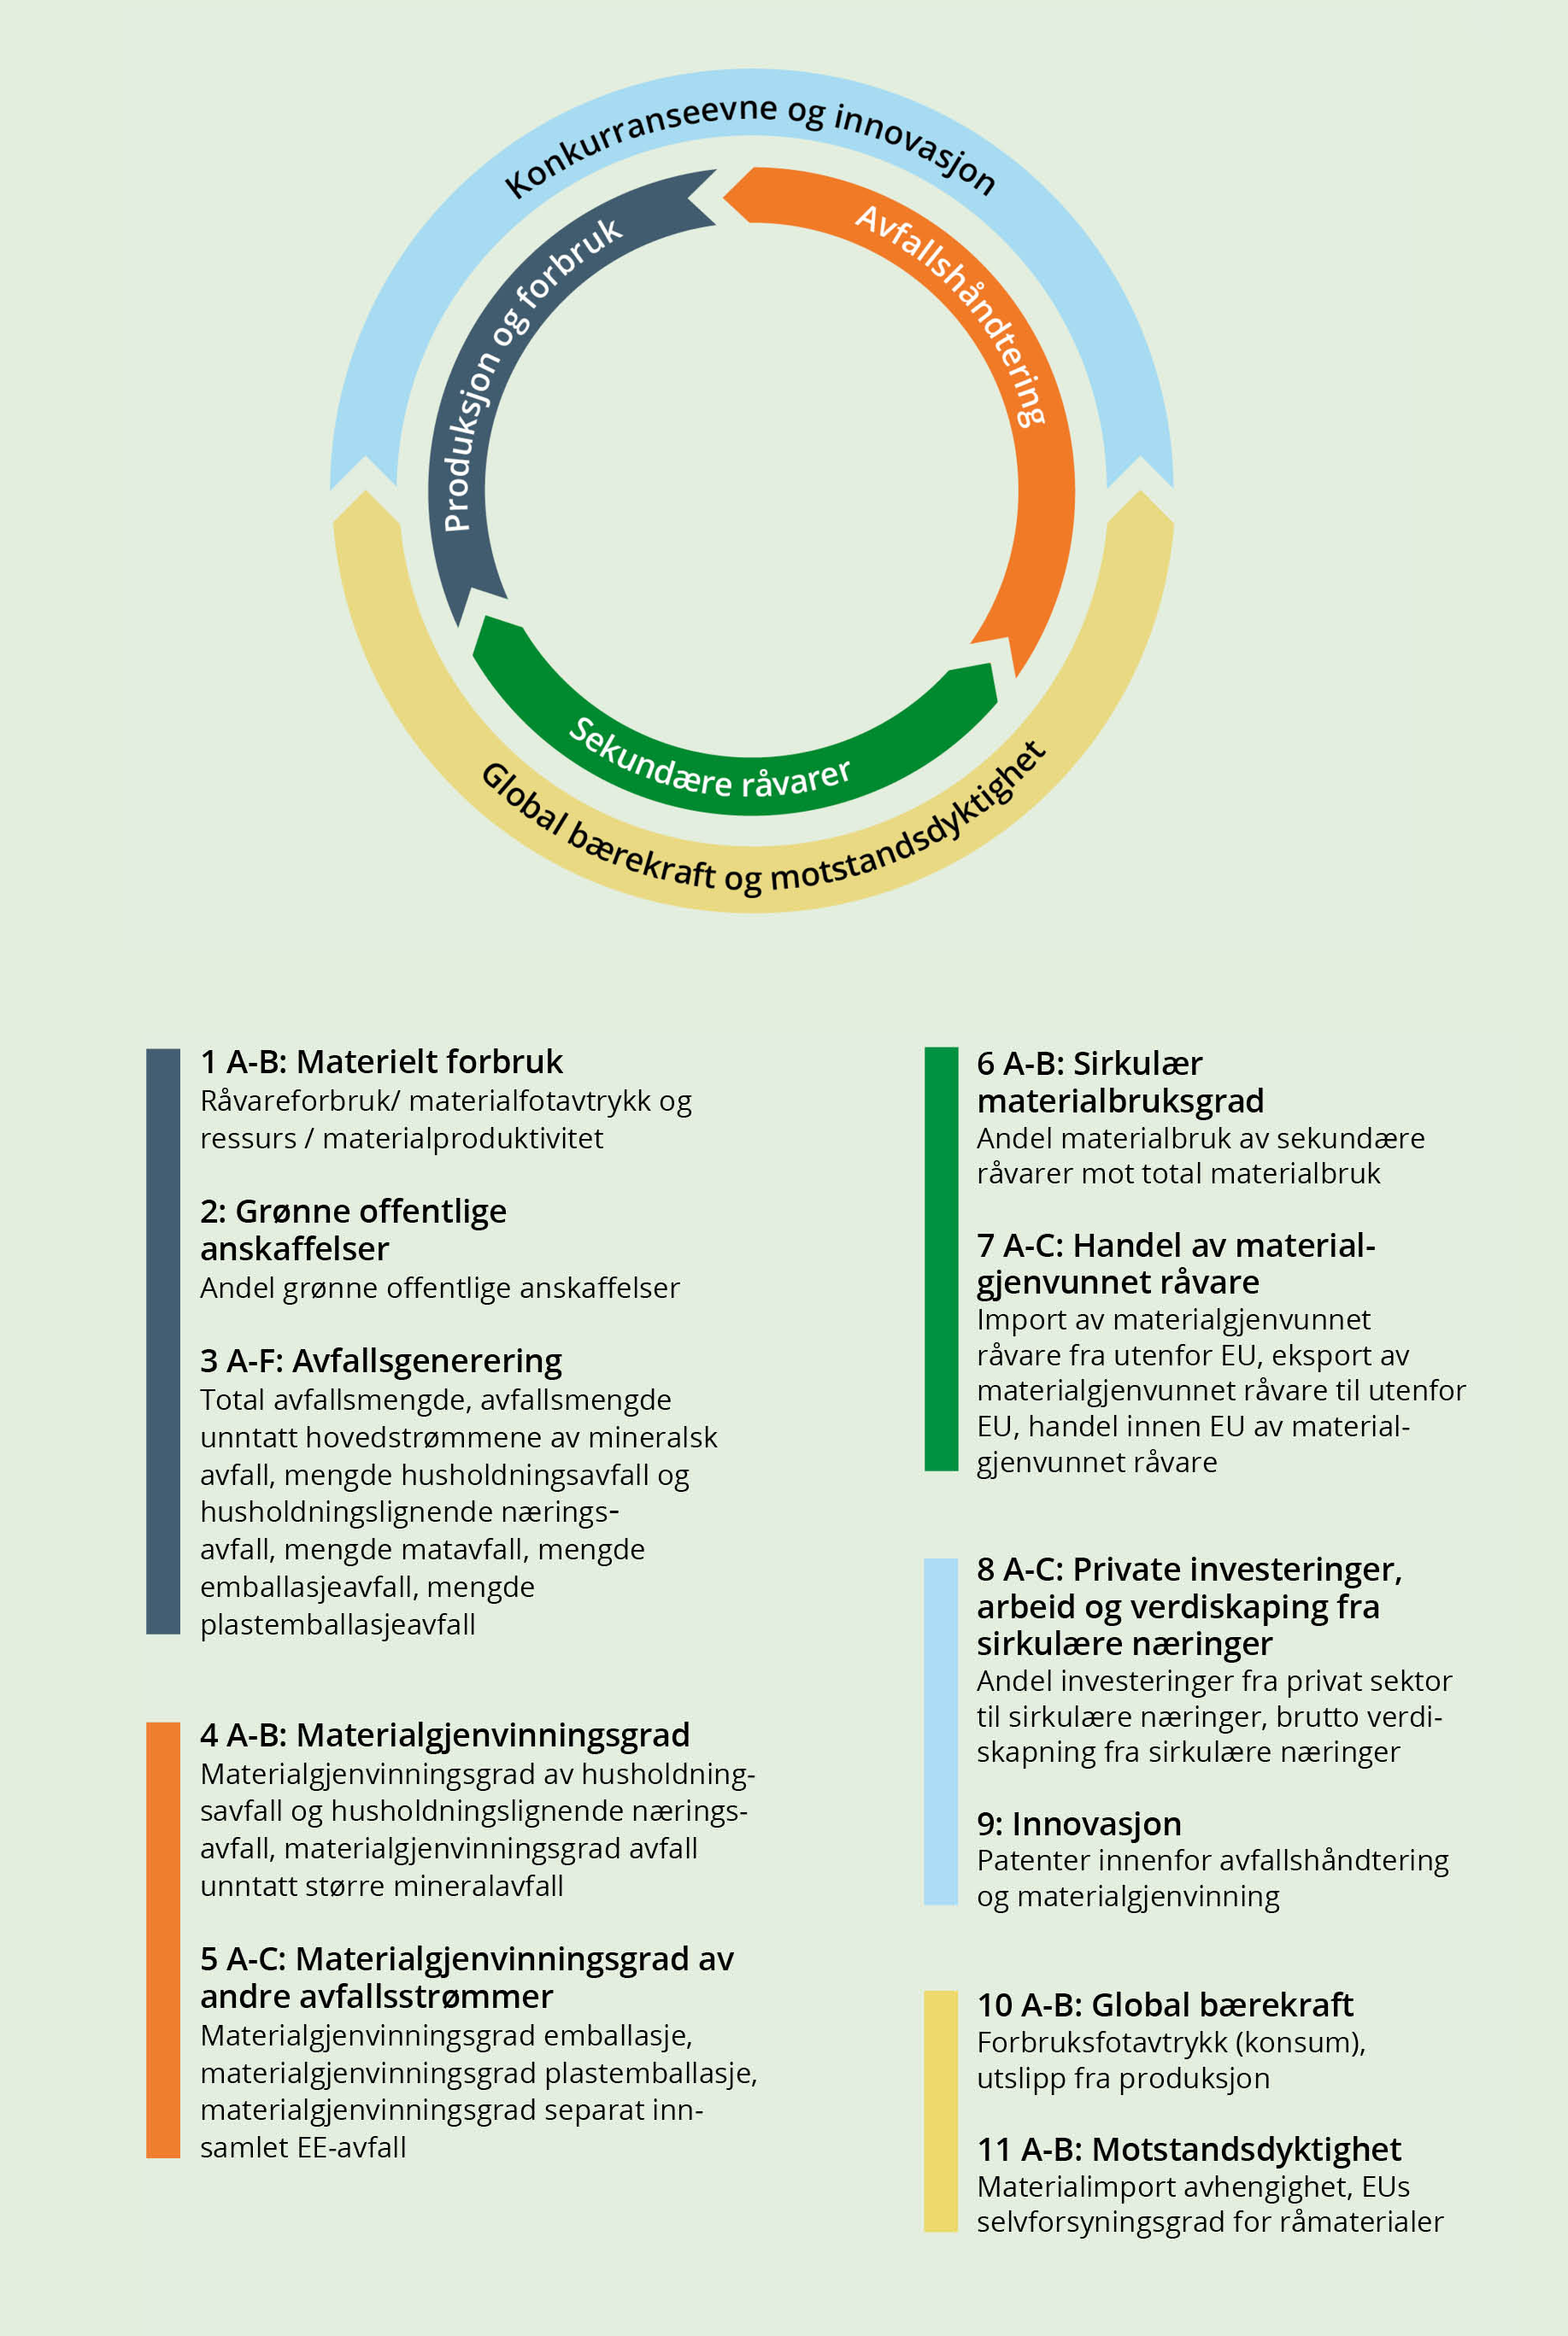 Konkurranseevne og innovasjon
Produksjon og forbruk
Avfallshåndtering
Sekundære råvarer
Global bærekraft og motstandsdyktighet
1 A-B: Materielt forbruk
Råvareforbruk/ materialfotavtrykk og
ressurs / materialproduktivitet
2: Grønne offentlige
anskaffelser
Andel grønne offentlige anskaffelser
3 A-F: Avfallsgenerering
Total avfallsmengde, avfallsmengde
unntatt hovedstrømmene av mineralsk
avfall, mengde husholdningsavfall og
husholdningslignende nærings-
avfall, mengde matavfall, mengde
emballasjeavfall, mengde
plastemballasjeavfall
4 A-B: Materialgjenvinningsgrad
Materialgjenvinningsgrad av husholdning-
savfall og husholdningslignende nærings-
avfall, materialgjenvinningsgrad avfall
unntatt større mineralavfall
5 A-C: Materialgjenvinningsgrad av
andre avfallsstrømmer
Materialgjenvinningsgrad emballasje,
materialgjenvinningsgrad plastemballasje,
materialgjenvinningsgrad separat inn-
samlet EE-avfall
6 A-B: Sirkulær
materialbruksgrad
Andel materialbruk av sekundære
råvarer mot total materialbruk
7 A-C: Handel av material-
gjenvunnet råvare
Import av materialgjenvunnet
råvare fra utenfor EU, eksport av
materialgjenvunnet råvare til utenfor
EU, handel innen EU av material-
gjenvunnet råvare
8 A-C: Private investeringer,
arbeid og verdiskaping fra
sirkulære næringer
Andel investeringer fra privat sektor
til sirkulære næringer, brutto verdi-
skapning fra sirkulære næringer
9: Innovasjon
Patenter innenfor avfallshåndtering
og materialgjenvinning
10 A-B: Global bærekraft
Forbruksfotavtrykk (konsum),
utslipp fra produksjon
11 A-B: Motstandsdyktighet
Materialimport avhengighet, EUs
selvforsyningsgrad for råmaterialer